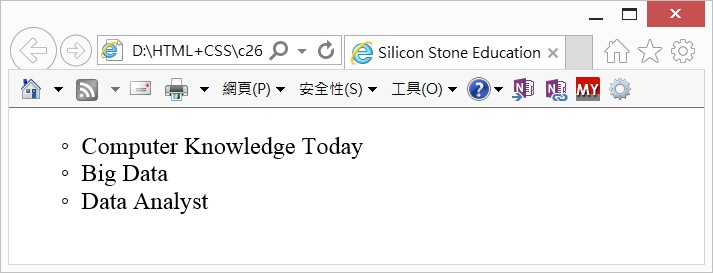 D:\HTML+CSS\c26
Silicon Stone Education
網頁(P) 安全性(S) 工具(O) ? N N MY
Computer Knowledge Today
Big Data
Data Analyst